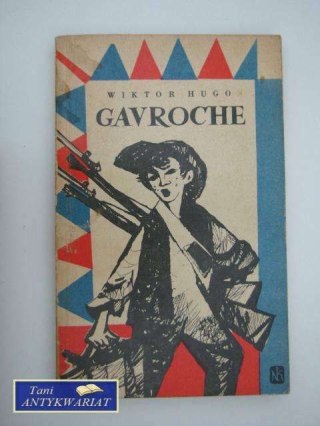 WIKTOR HUGO
GAVROCHE
Tani
ANTYKWARIAT